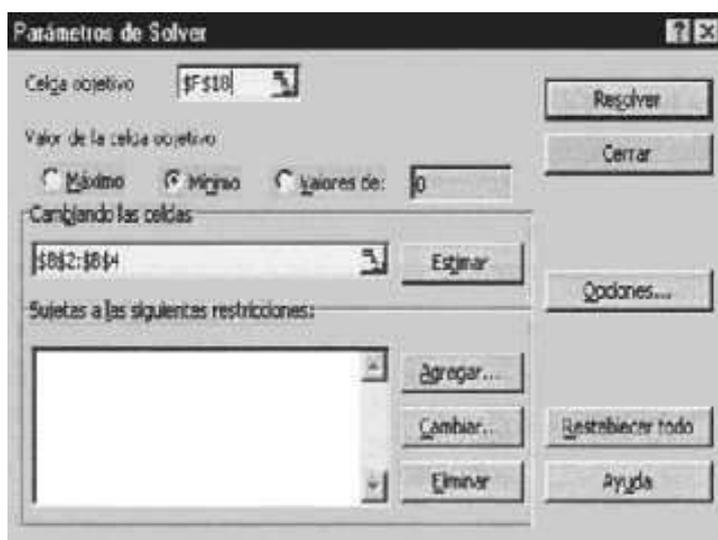 Parámetros de Solver
Celda objetivo $F$18
Resolver
Valor de la celda objetivo
Cerrar
Máximo Mínimo Valores de: 0
Cambiando las celdas
$B$2:$B$4 Estimar
Opciones...
Sujetas a las siguientes restricciones:
Agregar...
Cambiar... Restablecer todo
Eliminar Ayuda